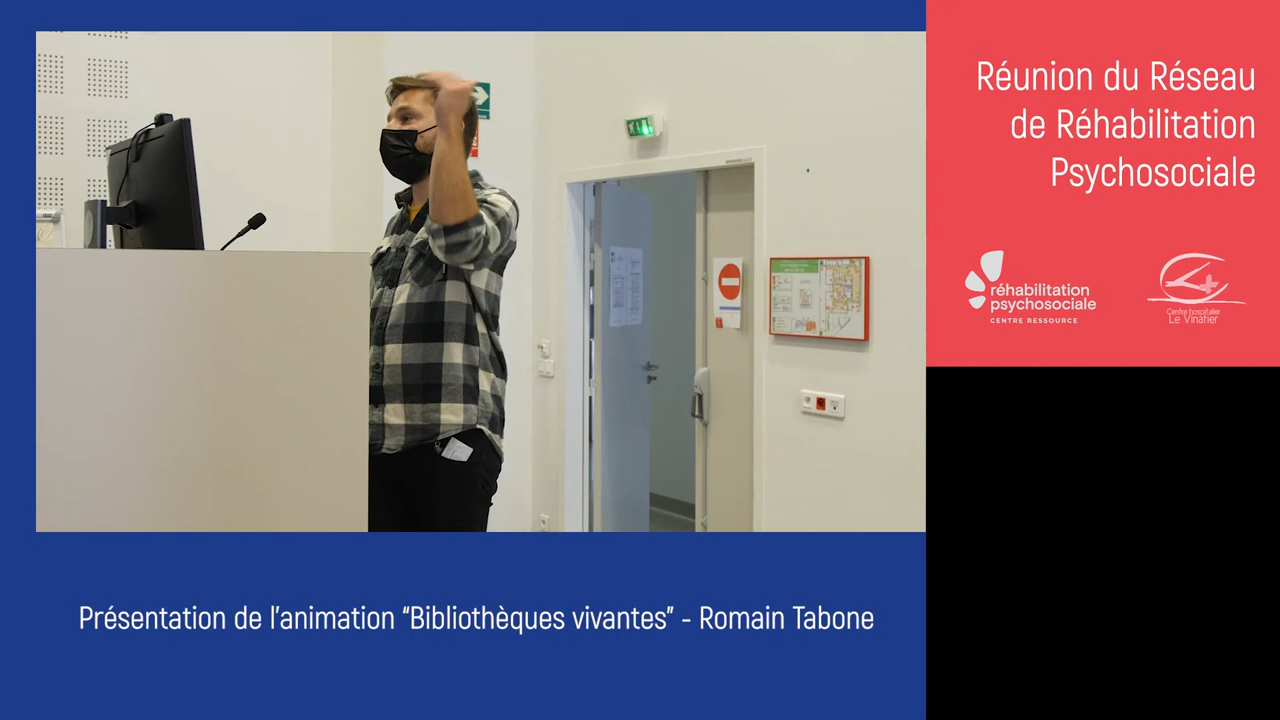 Réunion du Réseau
de Réhabilitation
Psychosociale
réhabilitation
psychosociale
CENTRE RESSOURCE
Centre hospitalier
Le Vinatier
Présentation de l'animation “Bibliothèques vivantes” - Romain Tabone